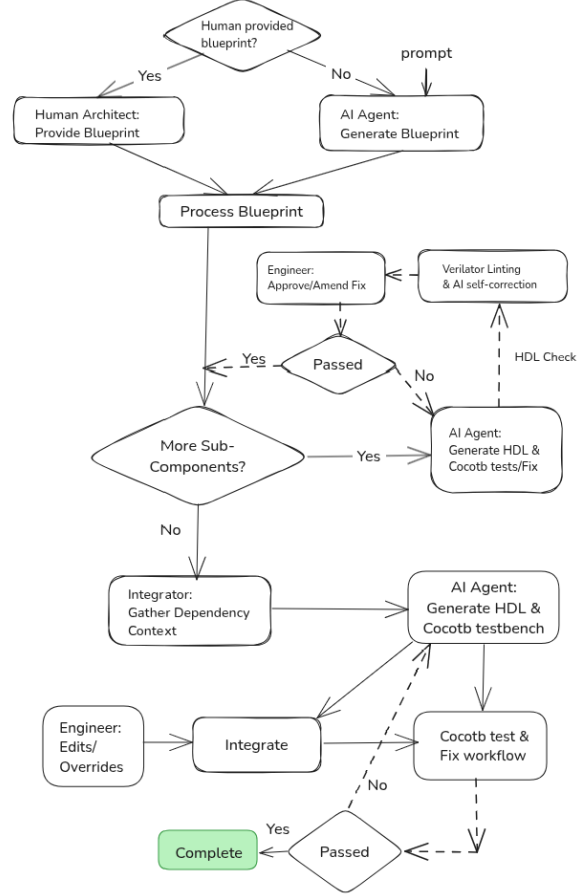 Human provided
blueprint?
prompt
Yes
No
Human Architect:
Provide Blueprint
AI Agent:
Generate Blueprint
Process Blueprint
Engineer:
Approve/Amend Fix
Verilator Linting
& AI self-correction
Yes
Passed
HDL Check
No
More Sub-
Components?
Yes
AI Agent:
Generate HDL &
Cocotb tests/Fix
No
Integrator:
Gather Dependency
Context
AI Agent:
Generate HDL &
Cocotb testbench
Engineer:
Edits/
Overrides
Integrate
Cocotb test &
Fix workflow
No
Yes
Complete
Passed